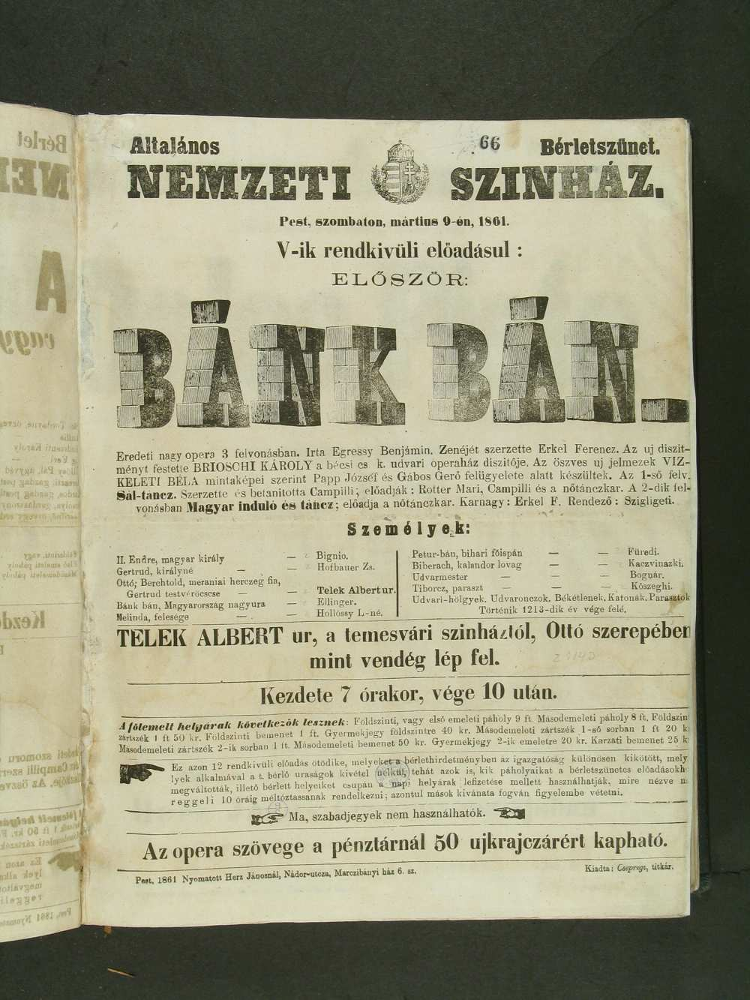 Általános 66 Bérletszünet.
NEMZETI SZINHÁZ.
Pest, szombaton, mártius 9-én, 1861.
V-ik rendkivüli előadásul :
ELŐSZÖR:
BÁNK BÁN.
Eredeti nagy opera 3 felvonásban. Irta Egressy Benjámin. Zenéjét szerzette Erkel Ferencz. Az uj diszit-
ményt festette BRIOSCHI KÁROLY a bécsi cs k. udvari operaház diszitője. Az öszves uj jelmezek VIZ-
KELETI BÉLA mintaképei szerint Papp József és Gábos Gerő felügyelete alatt készültek. Az 1-ső felv.
Sál-táncz. Szerzette és betanitotta Campilli; előadják : Rotter Mari, Campilli és a nőtánczkar. A 2-dik fel-
vonásban Magyar induló és táncz; előadja a nőtánczkar. Karnagy : Erkel F. Rendező : Szigligeti.
Személyek:
II. Endre, magyar király — Bignio.
Gertrud, királyné — — Hofbauer Zs.
Ottó; Berchtold, meraniai herczeg fia,
Gertrud testvéröcscse — — Telek Albert ur.
Bánk bán, Magyarország nagyura — Ellinger.
Melinda, felesége — — Hollóssy L-né.
Petur-bán, bihari főispán — — Füredi.
Biberach, kalandor lovag — — Kaczvinszki.
Udvarmester — — — Bognár.
Tiborcz, paraszt — — — Kőszeghi.
Udvari-hölgyek. Udvaronczok. Békétlenek. Katonák. Parasztok
Történik 1213-dik év vége felé.
TELEK ALBERT ur, a temesvári szinháztól, Ottó szerepében
mint vendég lép fel.
Kezdete 7 órakor, vége 10 után.
A fölemelt helyárak következők lesznek: Földszinti, vagy első emeleti páholy 9 ft. Másodemeleti páholy 8 ft. Földszin
zártszék 1 ft 50 kr. Földszinti bemenet 1 ft. Gyermekjegy földszintre 40 kr. Másodemeleti zártszék 1-ső sorban 1 ft 20 k
Másodemeleti zártszék 2-ik sorban 1 ft. Másodemeleti bemenet 50 kr. Gyermekjegy 2-ik emeletre 20 kr. Karzati bemenet 25 k
Ez azon 12 rendkivüli előadás ötödike, melyeket a bérlethirdetményben az igazgatóság különösen kikötött, mely
lyek alkalmával a t. bérlő uraságok kivétel nélkül, tehát azok is, kik páholyaikat a bérletszünetes előadásokho
megváltották, illető bérlett helyeiket csupán a napi helyárak lefizetése mellett használhatják, mire nézve
reggeli 10 óráig méltóztassanak rendelkezni; azontul mások kivánata fogván figyelembe vétetni.
Ma, szabadjegyek nem használhatók.
Az opera szövege a pénztárnál 50 ujkrajczárért kapható.
Pest, 1861 Nyomatott Herz Jánosnál, Nádor-utcza, Marczibányi ház 6. sz. Kiadta: Csepregi, titkár.